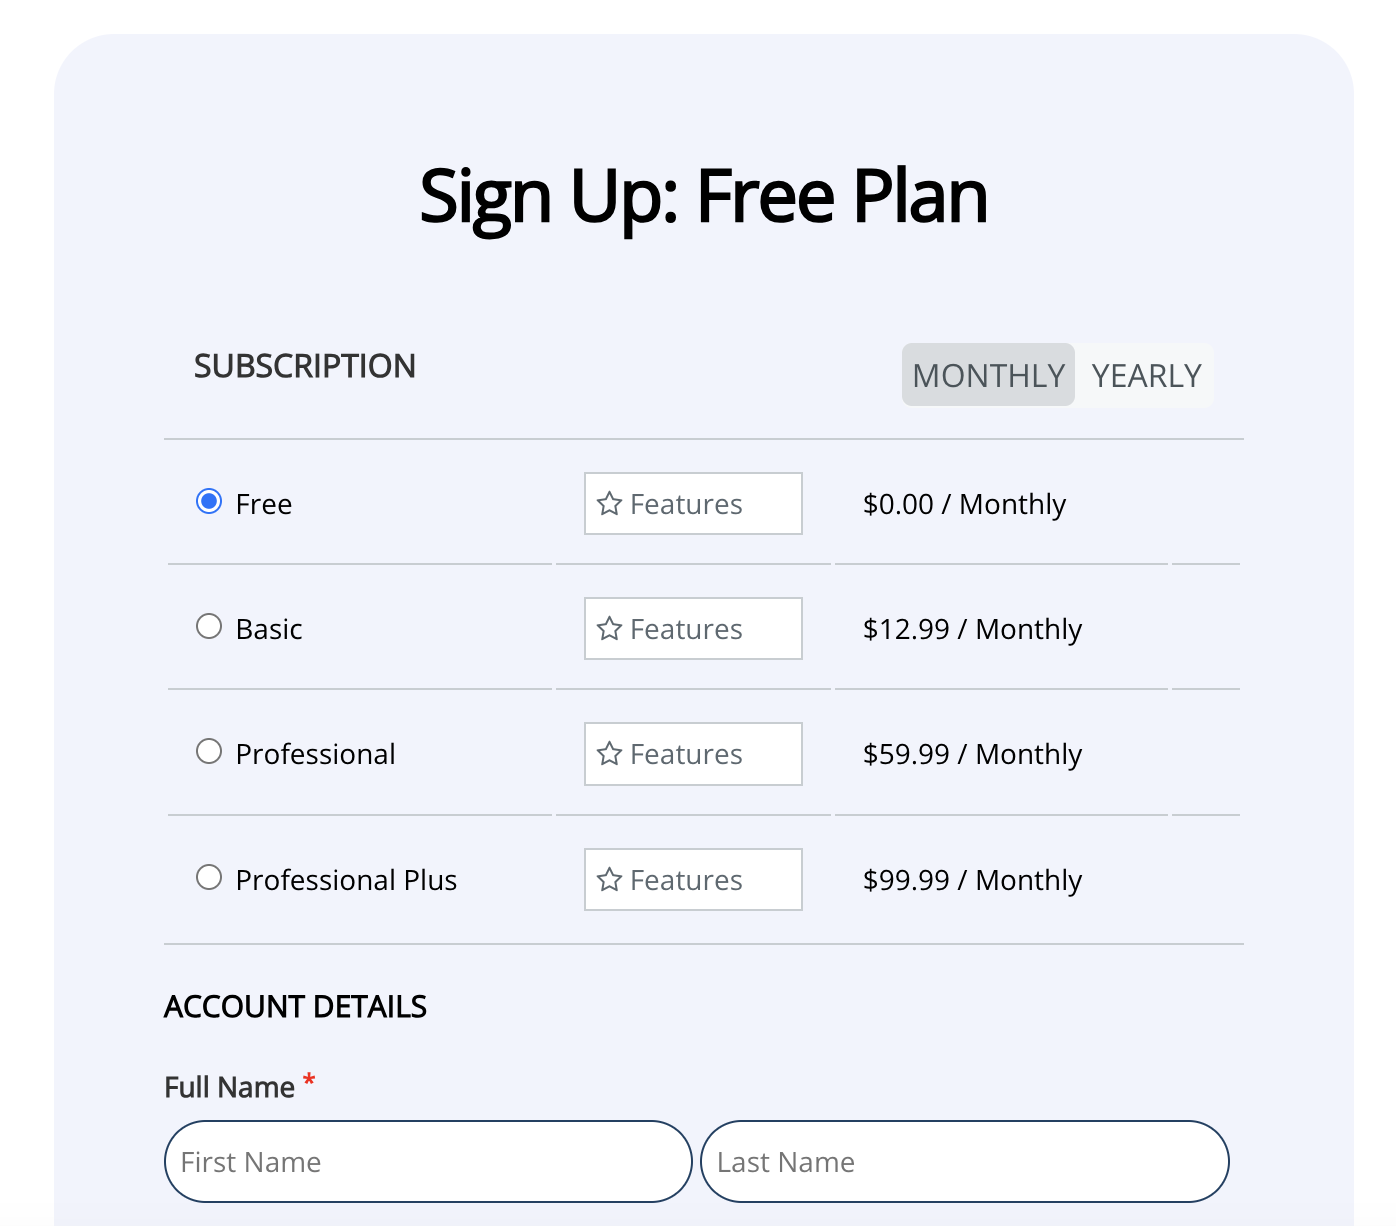 Sign Up: Free Plan
SUBSCRIPTION MONTHLY YEARLY
Free Features $0.00 / Monthly
Basic Features $12.99 / Monthly
Professional Features $59.99 / Monthly
Professional Plus Features $99.99 / Monthly
ACCOUNT DETAILS
Full Name *
First Name Last Name